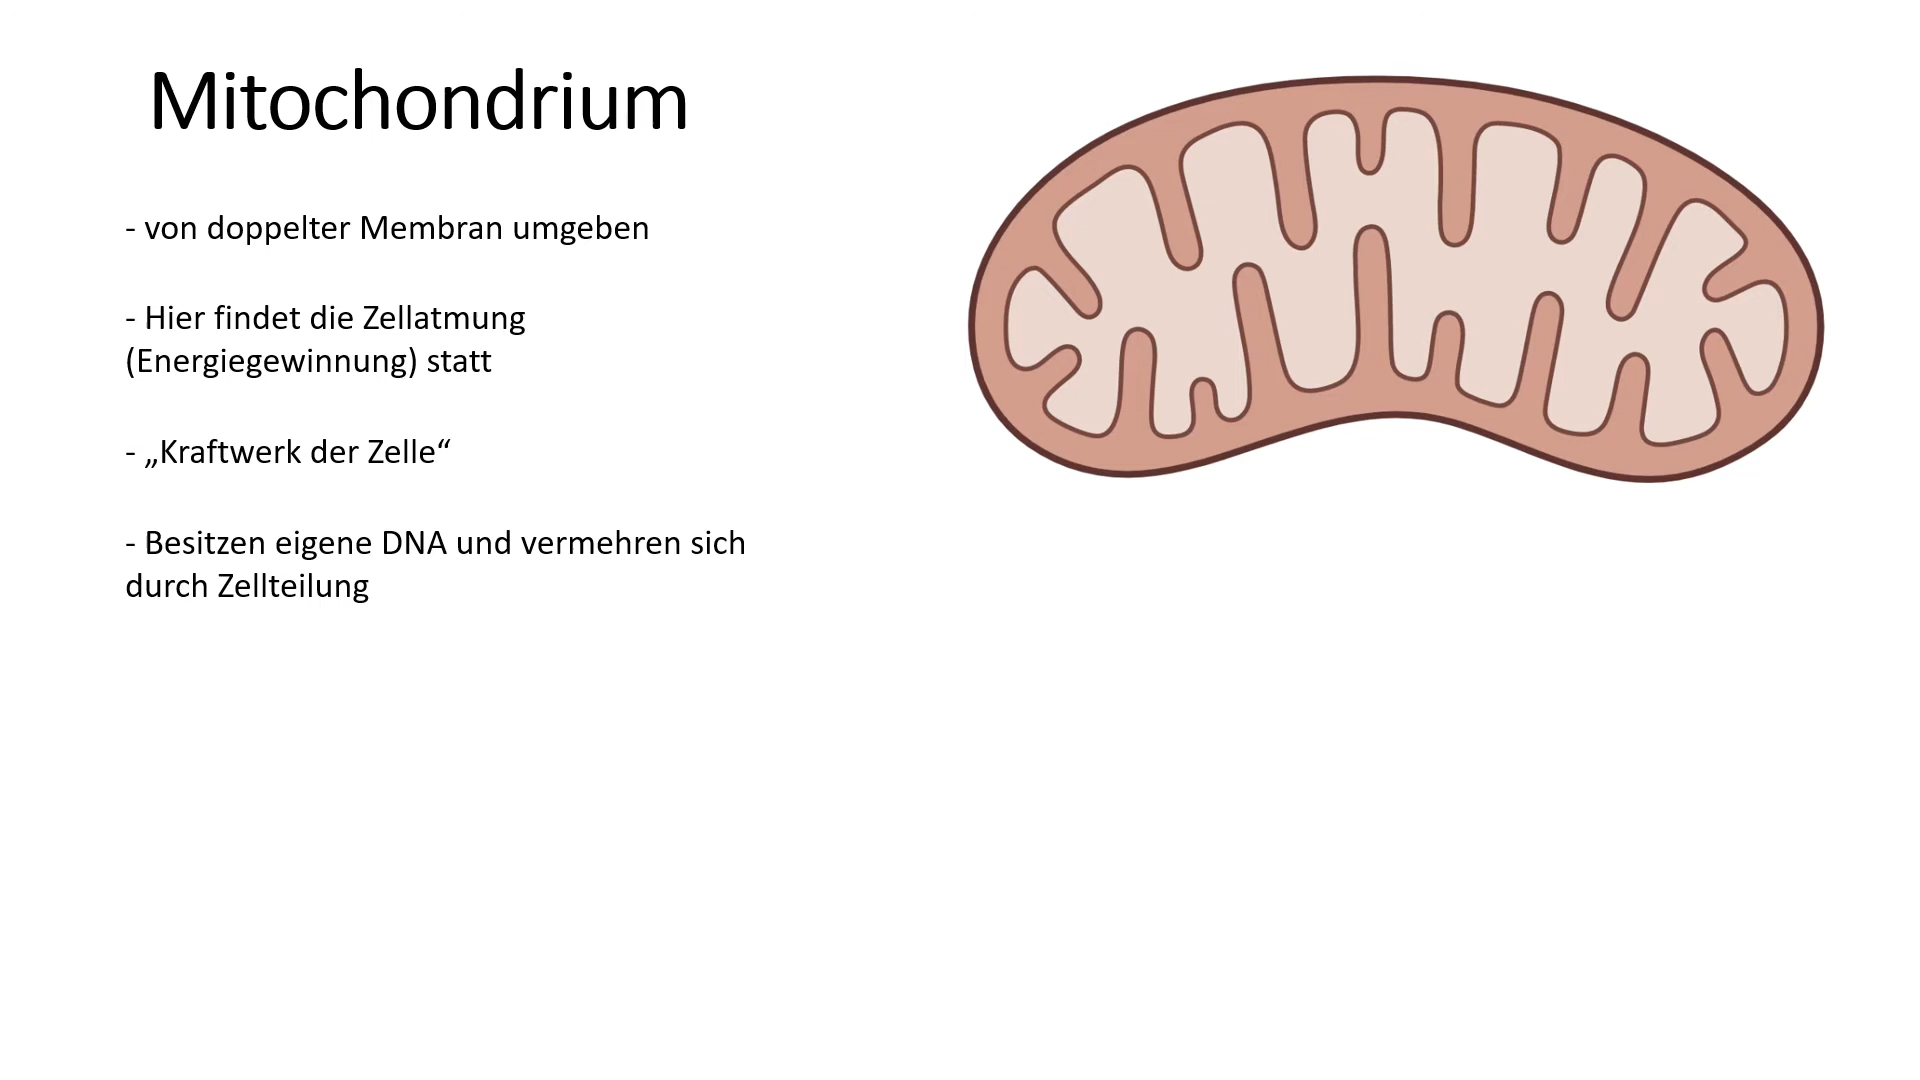 Mitochondrium
- von doppelter Membran umgeben
- Hier findet die Zellatmung
(Energiegewinnung) statt
- „Kraftwerk der Zelle“
- Besitzen eigene DNA und vermehren sich
durch Zellteilung